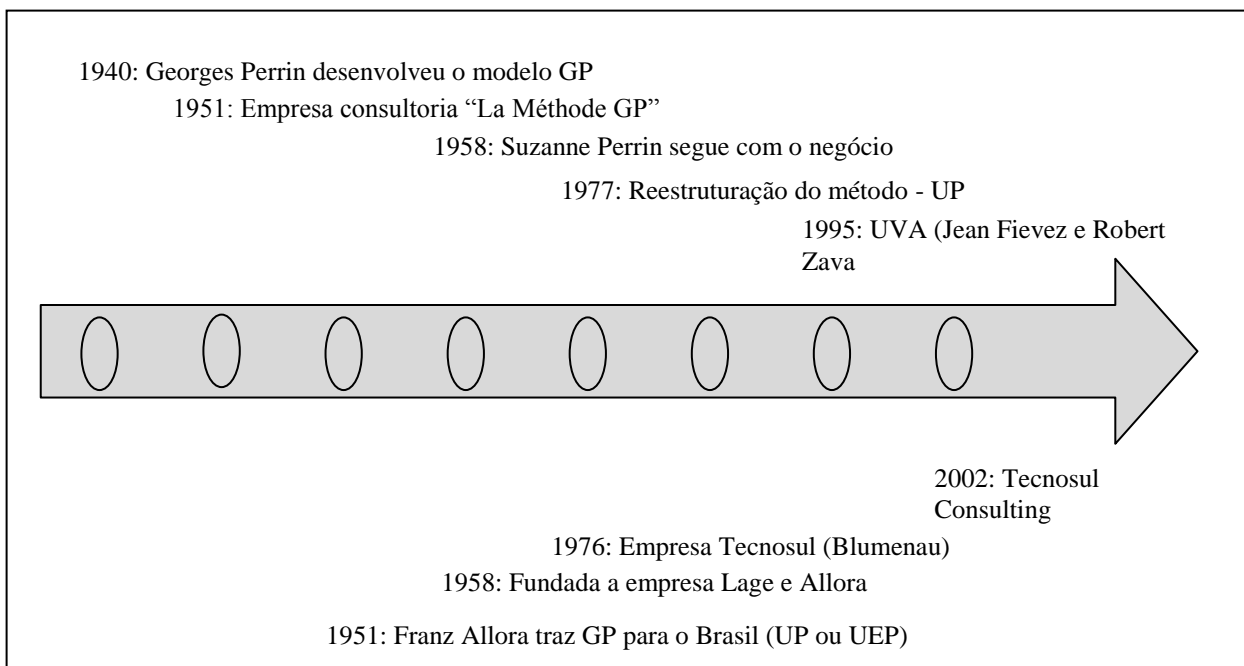 1940: Georges Perrin desenvolveu o modelo GP
1951: Empresa consultoria “La Méthode GP”
1958: Suzanne Perrin segue com o negócio
1977: Reestruturação do método - UP
1995: UVA (Jean Fievez e Robert
Zava
2002: Tecnosul
Consulting
1976: Empresa Tecnosul (Blumenau)
1958: Fundada a empresa Lage e Allora
1951: Franz Allora traz GP para o Brasil (UP ou UEP)